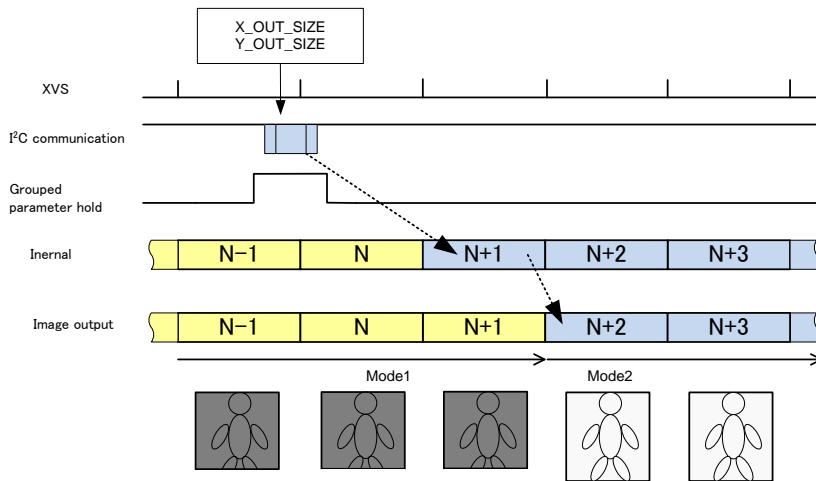 X_OUT_SIZE
Y_OUT_SIZE
XVS
I²C communication
Grouped
parameter hold
Inernal
N-1 N N+1 N+2 N+3
Image output
N-1 N N+1 N+2 N+3
Mode1 Mode2